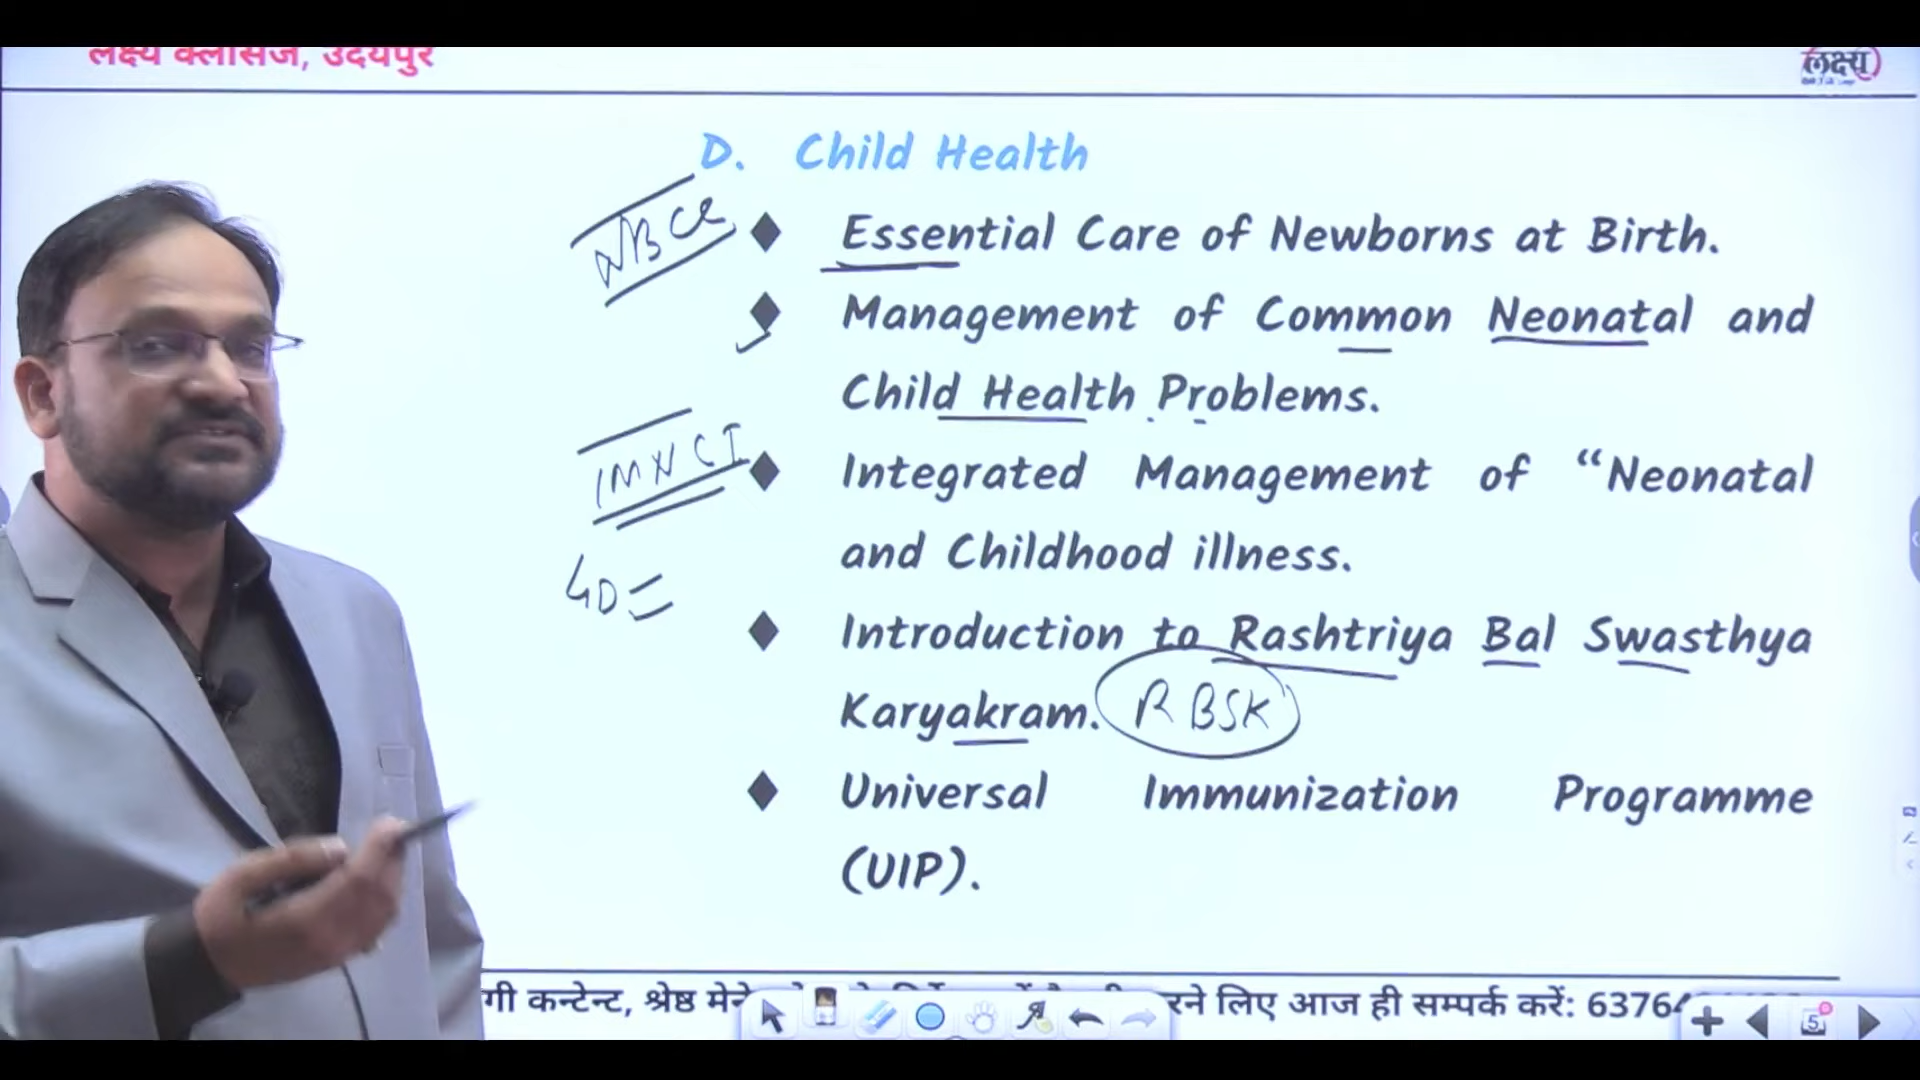 लक्ष्य क्लासेज, उदयपुर
लक्ष्य
D. Child Health
NBCC
◆ Essential Care of Newborns at Birth.
◆ Management of Common Neonatal and
Child Health Problems.
IMNCI
◆ Integrated Management of “Neonatal
and Childhood illness.
4D
◆ Introduction to Rashtriya Bal Swasthya
Karyakram. RBSK
◆ Universal Immunization Programme
(UIP).
कन्टेन्ट, श्रेष्ठ लिए आज ही सम्पर्क करें: 6376
5